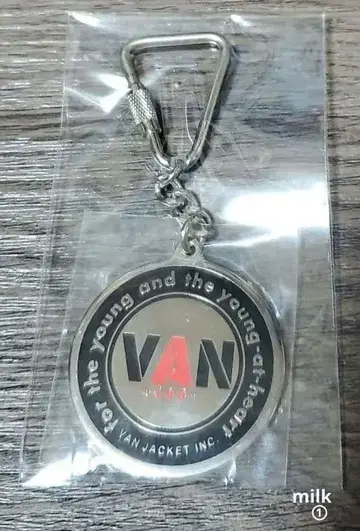 for the young and the young-at-heart
VAN
VAN JACKET INC.
milk
①